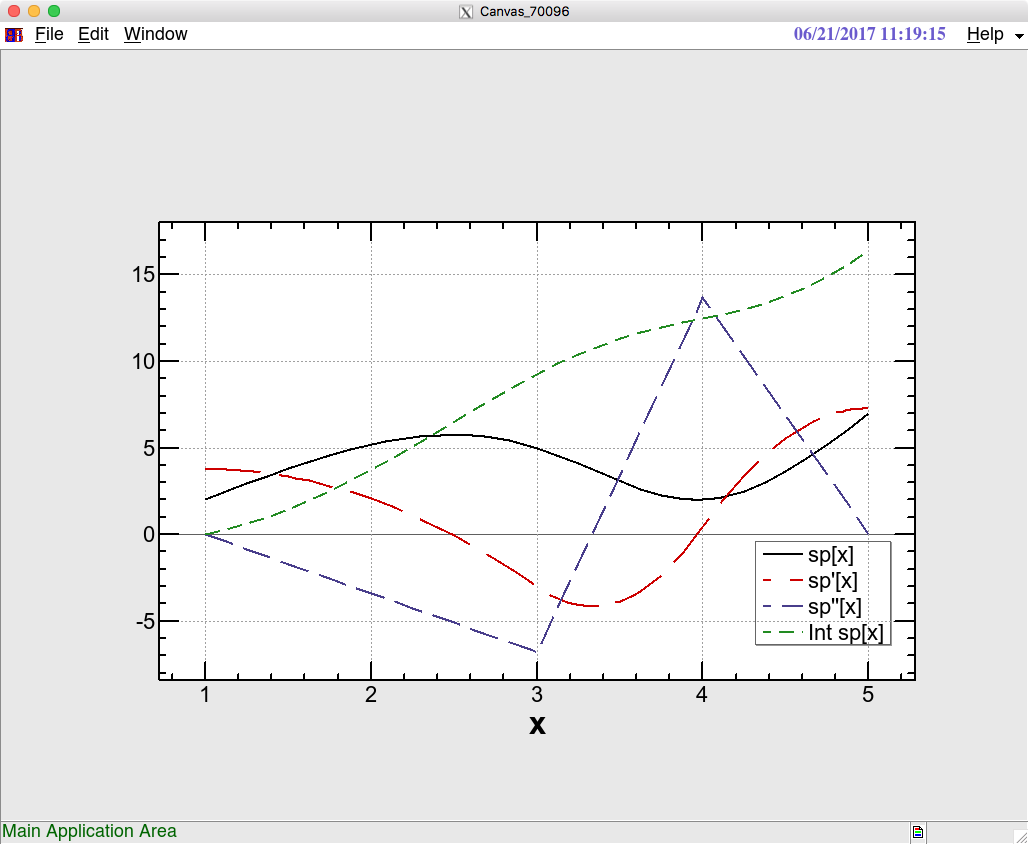 Canvas_70096
File Edit Window 06/21/2017 11:19:15 Help
15
10
5
0
-5
sp[x]
sp'[x]
sp"[x]
Int sp[x]
1 2 3 4 5
x
Main Application Area